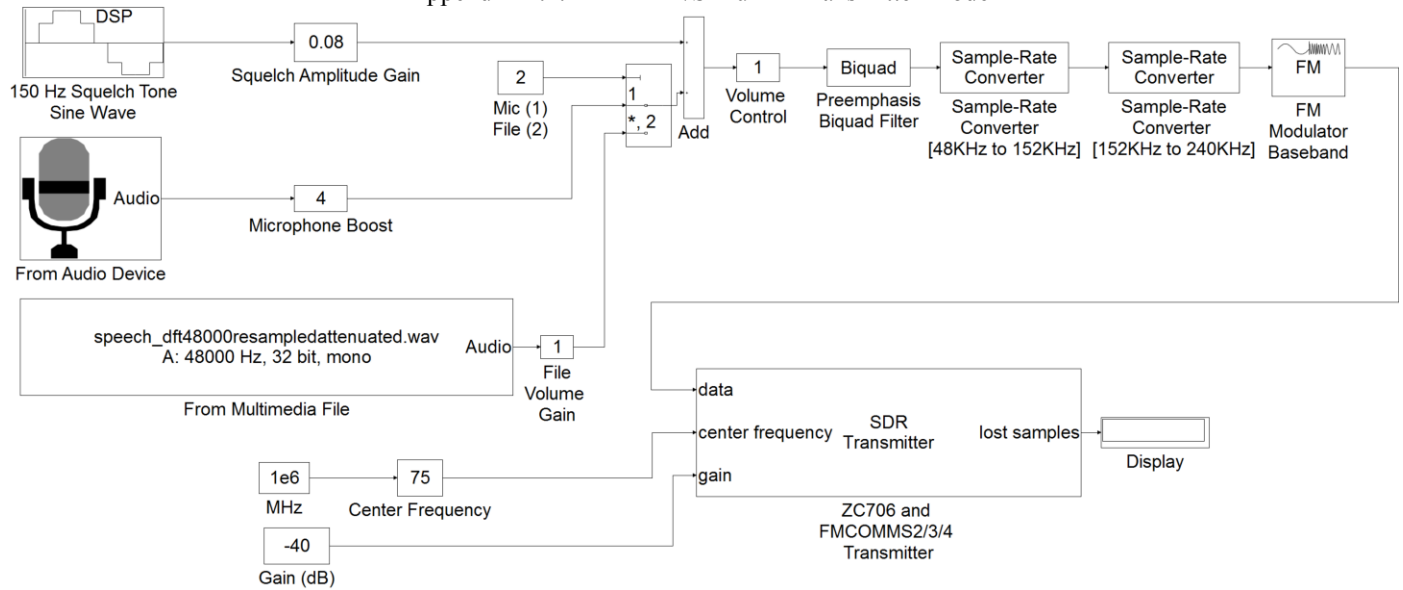 DSP
150 Hz Squelch Tone
Sine Wave
0.08
Squelch Amplitude Gain
2
Mic (1)
File (2)
1
*, 2
Add
1
Volume
Control
Biquad
Preemphasis
Biquad Filter
Sample-Rate
Converter
Sample-Rate
Converter
[48KHz to 152KHz]
Sample-Rate
Converter
Sample-Rate
Converter
[152KHz to 240KHz]
FM
FM
Modulator
Baseband
Audio
From Audio Device
4
Microphone Boost
speech_dft48000resampledattenuated.wav
A: 48000 Hz, 32 bit, mono
Audio
From Multimedia File
1
File
Volume
Gain
data
center frequency
gain
SDR
Transmitter
lost samples
ZC706 and
FMCOMMS2/3/4
Transmitter
Display
1e6
MHz
75
Center Frequency
-40
Gain (dB)